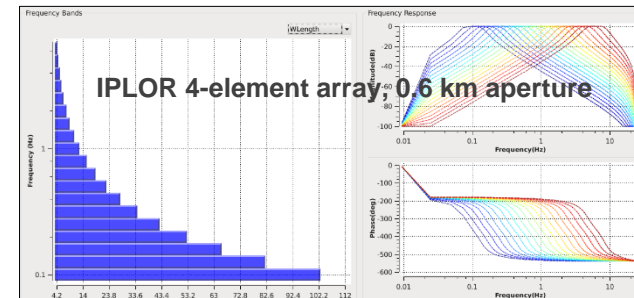 Frequency Bands
Frequency Response
WLength
IPLOR 4-element array, 0.6 km aperture
Frequency (Hz)
1
0.1
4.2 14 23.8 33.6 43.4 53.2 63 72.8 82.6 92.4 102.2 112
0
-20
-40
-60
-80
-100
0.01 0.1 1 10
Frequency(Hz)
Phase(deg)
0
-100
-200
-300
-400
-500
-600
0.01 0.1 1 10
Frequency(Hz)